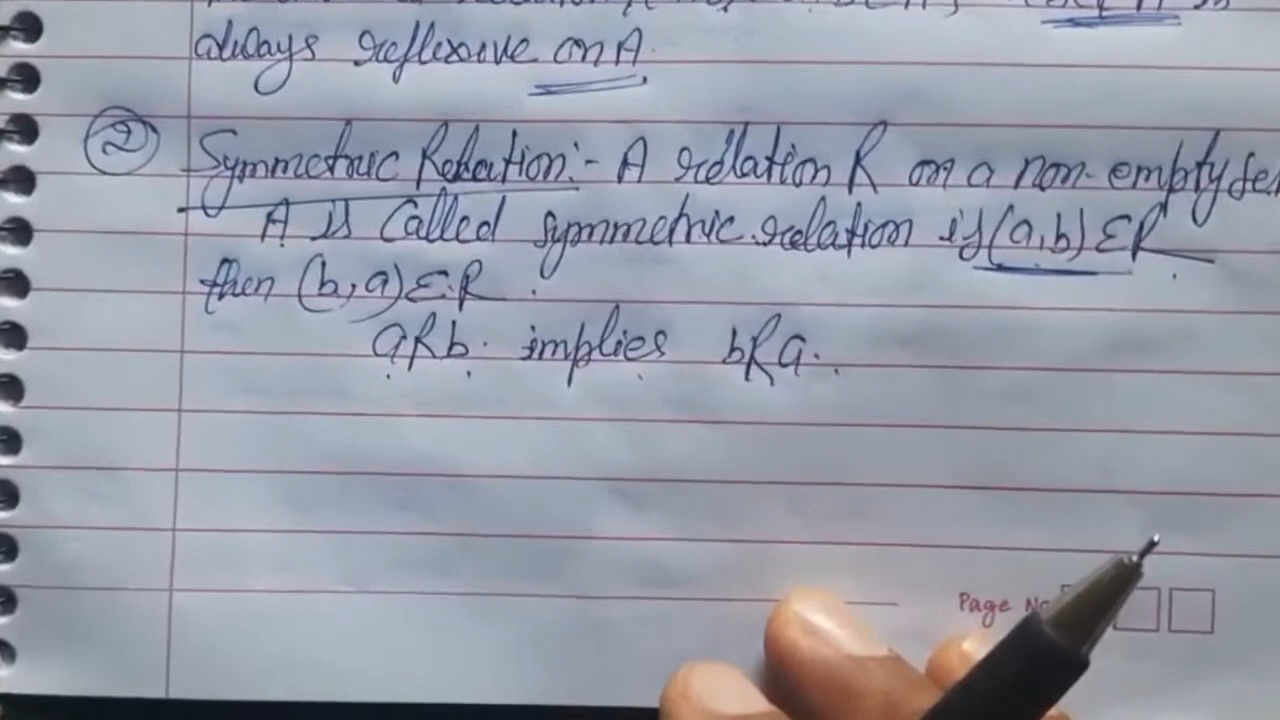 always reflexive on A.
② Symmetric Relation:- A relation R on a non-empty se
A is called symmetric relation if (a,b) ∈ R
then (b,a) ∈ R.
aRb. implies bRa.
Page No